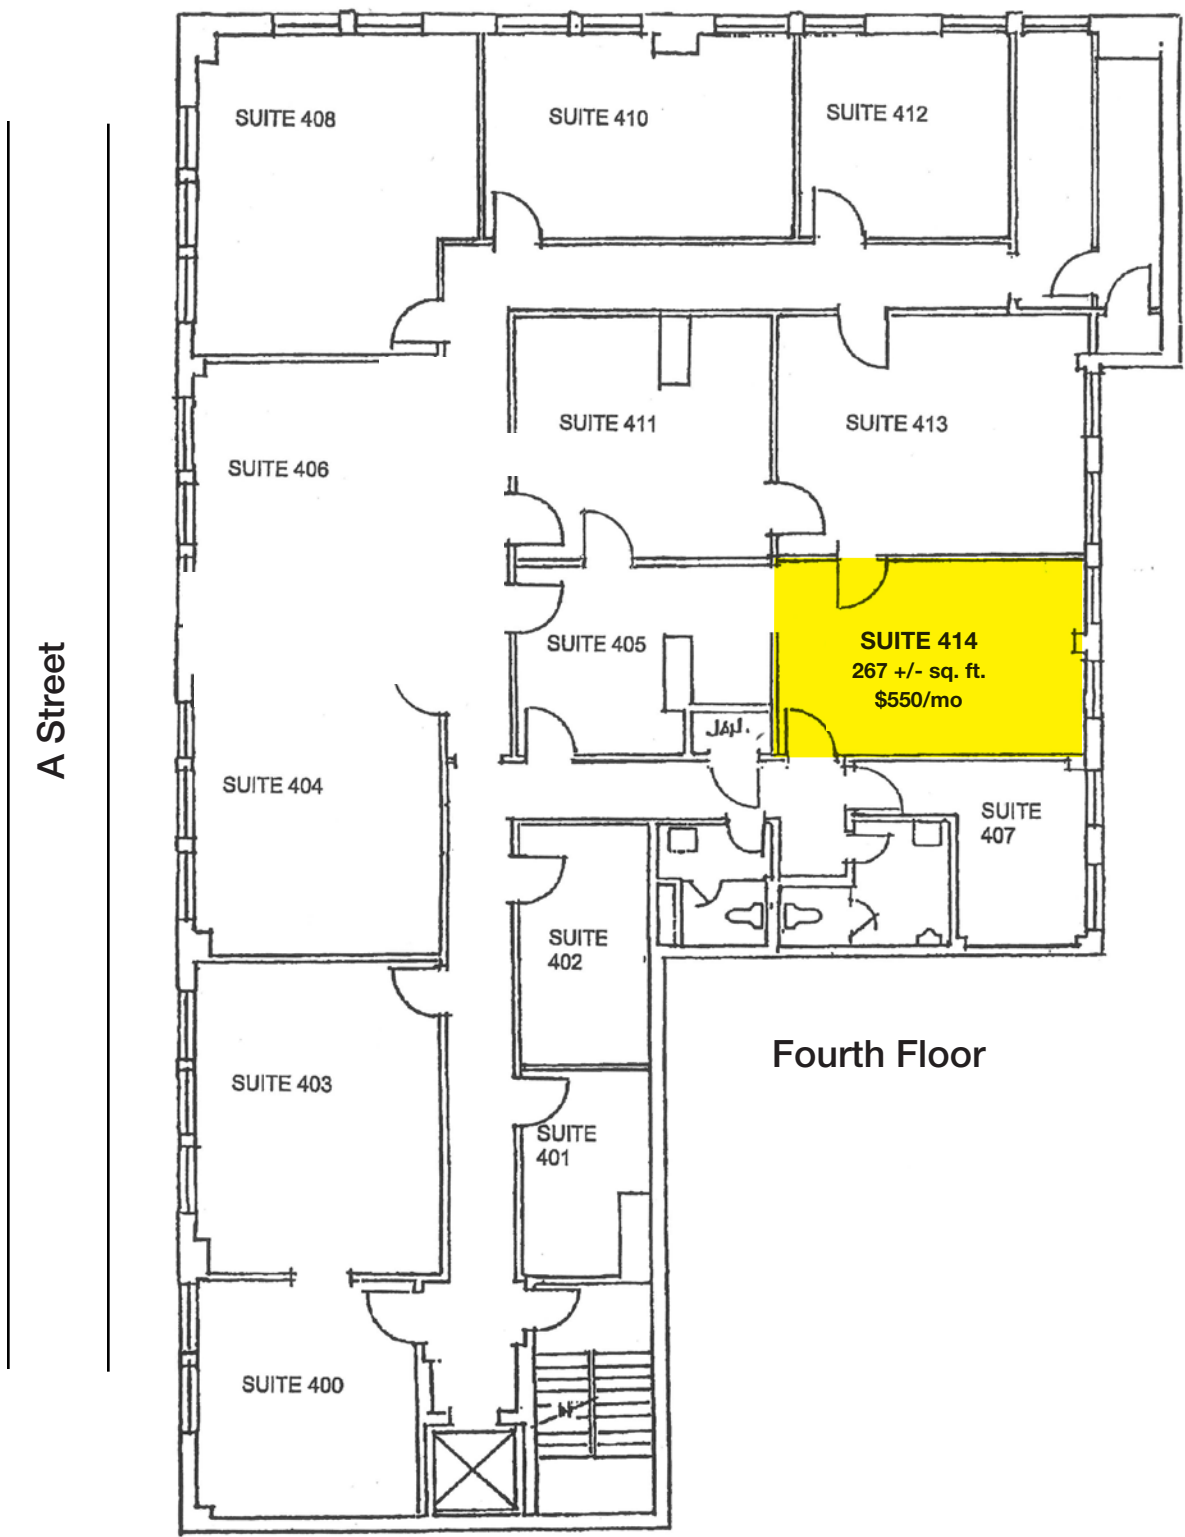 SUITE 408
SUITE 410
SUITE 412
SUITE 411
SUITE 413
SUITE 406
SUITE 405
SUITE 414
267 +/- sq. ft.
$550/mo
JAN.
A Street
SUITE 404
SUITE
407
SUITE
402
Fourth Floor
SUITE 403
SUITE
401
SUITE 400